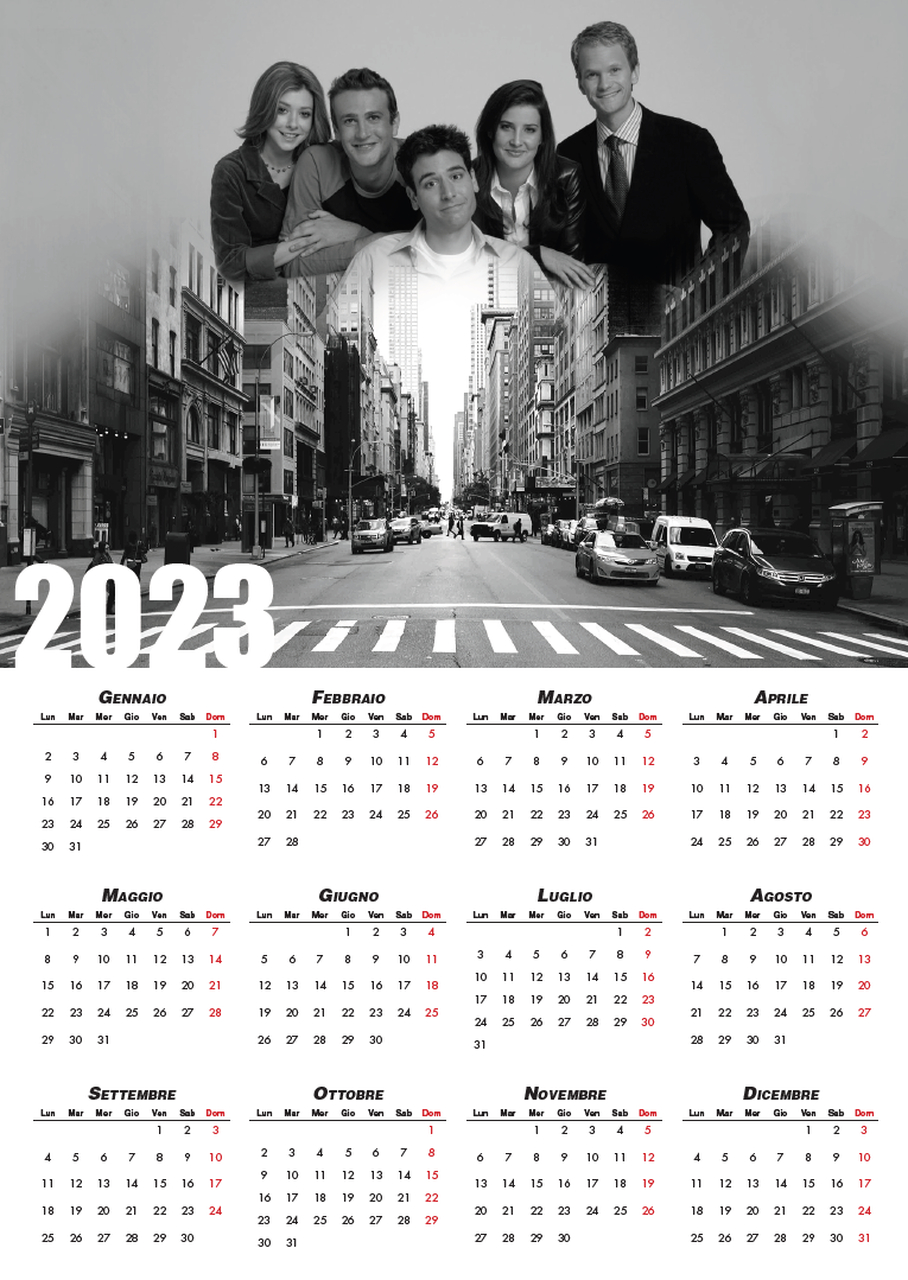 2023
GENNAIO
Lun Mar Mer Gio Ven Sab Dom
1
2 3 4 5 6 7 8
9 10 11 12 13 14 15
16 17 18 19 20 21 22
23 24 25 26 27 28 29
30 31
FEBBRAIO
Lun Mar Mer Gio Ven Sab Dom
1 2 3 4 5
6 7 8 9 10 11 12
13 14 15 16 17 18 19
20 21 22 23 24 25 26
27 28
MARZO
Lun Mar Mer Gio Ven Sab Dom
1 2 3 4 5
6 7 8 9 10 11 12
13 14 15 16 17 18 19
20 21 22 23 24 25 26
27 28 29 30 31
APRILE
Lun Mar Mer Gio Ven Sab Dom
1 2
3 4 5 6 7 8 9
10 11 12 13 14 15 16
17 18 19 20 21 22 23
24 25 26 27 28 29 30
MAGGIO
Lun Mar Mer Gio Ven Sab Dom
1 2 3 4 5 6 7
8 9 10 11 12 13 14
15 16 17 18 19 20 21
22 23 24 25 26 27 28
29 30 31
GIUGNO
Lun Mar Mer Gio Ven Sab Dom
1 2 3 4
5 6 7 8 9 10 11
12 13 14 15 16 17 18
19 20 21 22 23 24 25
26 27 28 29 30
LUGLIO
Lun Mar Mer Gio Ven Sab Dom
1 2
3 4 5 6 7 8 9
10 11 12 13 14 15 16
17 18 19 20 21 22 23
24 25 26 27 28 29 30
31
AGOSTO
Lun Mar Mer Gio Ven Sab Dom
1 2 3 4 5 6
7 8 9 10 11 12 13
14 15 16 17 18 19 20
21 22 23 24 25 26 27
28 29 30 31
SETTEMBRE
Lun Mar Mer Gio Ven Sab Dom
1 2 3
4 5 6 7 8 9 10
11 12 13 14 15 16 17
18 19 20 21 22 23 24
25 26 27 28 29 30
OTTOBRE
Lun Mar Mer Gio Ven Sab Dom
1
2 3 4 5 6 7 8
9 10 11 12 13 14 15
16 17 18 19 20 21 22
23 24 25 26 27 28 29
30 31
NOVEMBRE
Lun Mar Mer Gio Ven Sab Dom
1 2 3 4 5
6 7 8 9 10 11 12
13 14 15 16 17 18 19
20 21 22 23 24 25 26
27 28 29 30
DICEMBRE
Lun Mar Mer Gio Ven Sab Dom
1 2 3
4 5 6 7 8 9 10
11 12 13 14 15 16 17
18 19 20 21 22 23 24
25 26 27 28 29 30 31